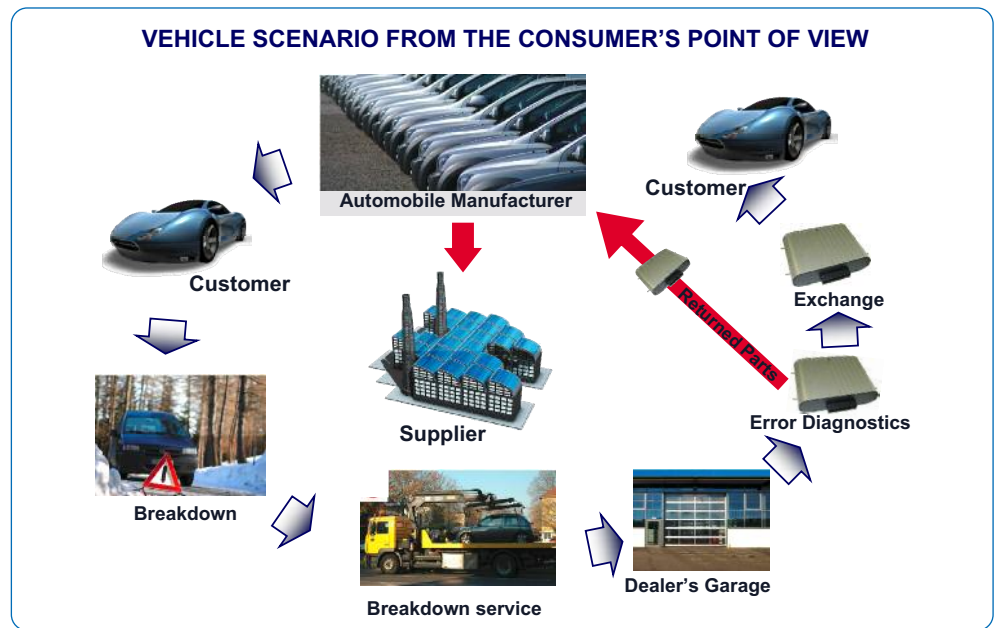 VEHICLE SCENARIO FROM THE CONSUMER'S POINT OF VIEW
Automobile Manufacturer
Customer
Customer
Exchange
Returned Parts
Supplier
Error Diagnostics
Breakdown
Dealer's Garage
Breakdown service